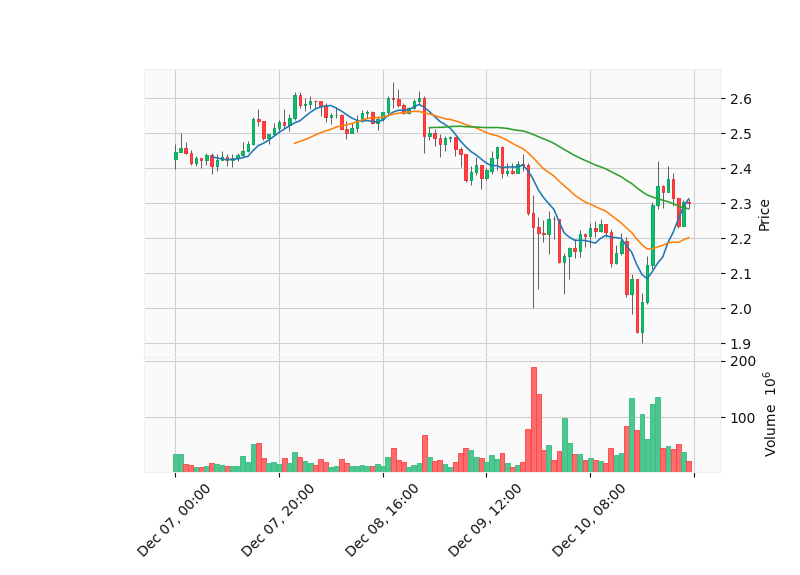 2.6
2.5
2.4
2.3
2.2
2.1
2.0
1.9
Price
200
100
Volume 10⁶
Dec 07, 00:00
Dec 07, 20:00
Dec 08, 16:00
Dec 09, 12:00
Dec 10, 08:00